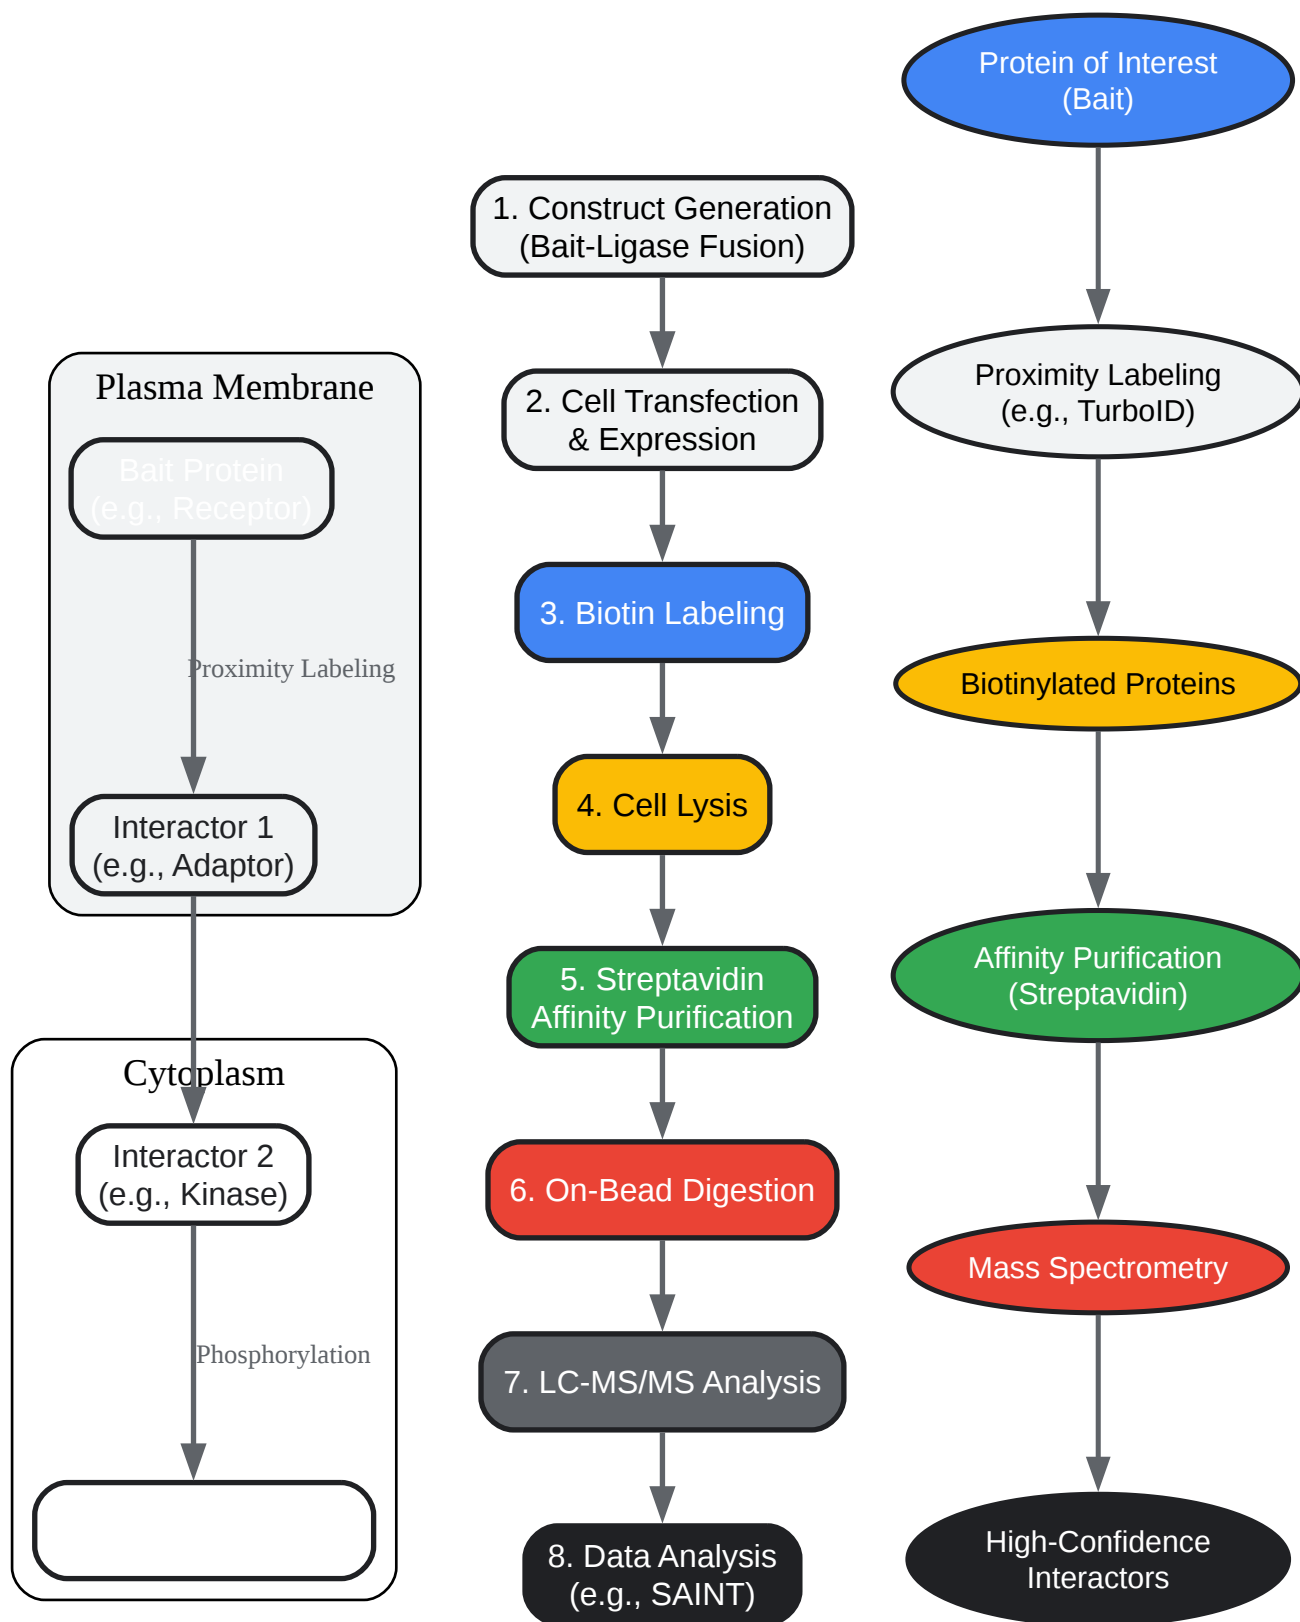 Plasma Membrane
Bait Protein
(e.g., Receptor)
Proximity Labeling
Interactor 1
(e.g., Adaptor)
Cytoplasm
Interactor 2
(e.g., Kinase)
Phosphorylation
1. Construct Generation
(Bait-Ligase Fusion)
2. Cell Transfection
& Expression
3. Biotin Labeling
4. Cell Lysis
5. Streptavidin
Affinity Purification
6. On-Bead Digestion
7. LC-MS/MS Analysis
8. Data Analysis
(e.g., SAINT)
Protein of Interest
(Bait)
Proximity Labeling
(e.g., TurboID)
Biotinylated Proteins
Affinity Purification
(Streptavidin)
Mass Spectrometry
High-Confidence
Interactors